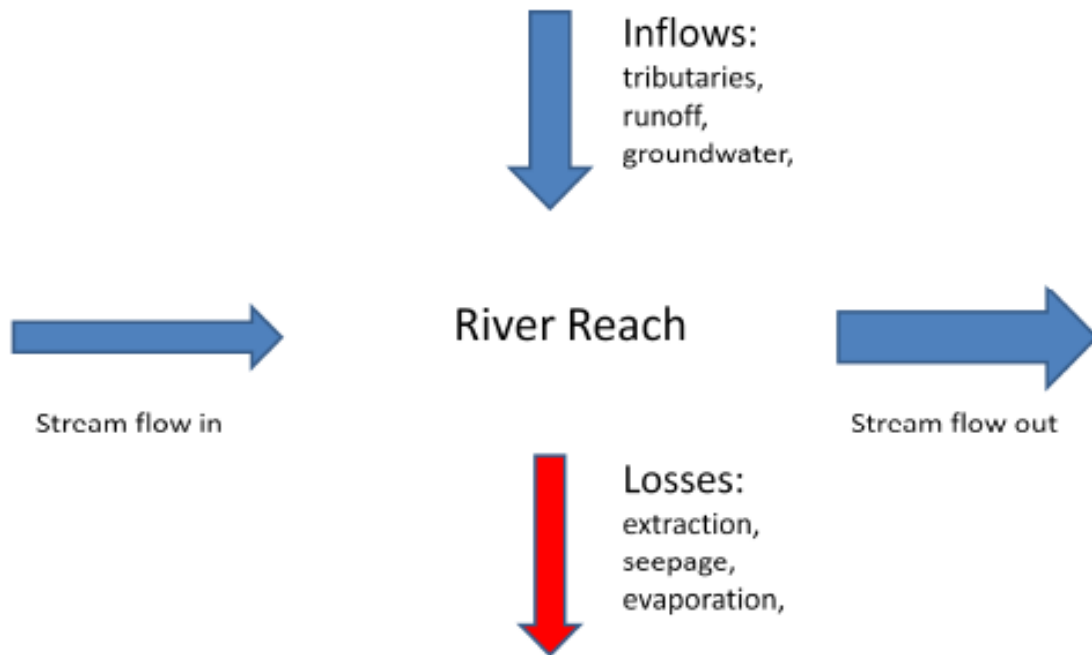 Inflows:
tributaries,
runoff,
groundwater,
River Reach
Stream flow in
Stream flow out
Losses:
extraction,
seepage,
evaporation,